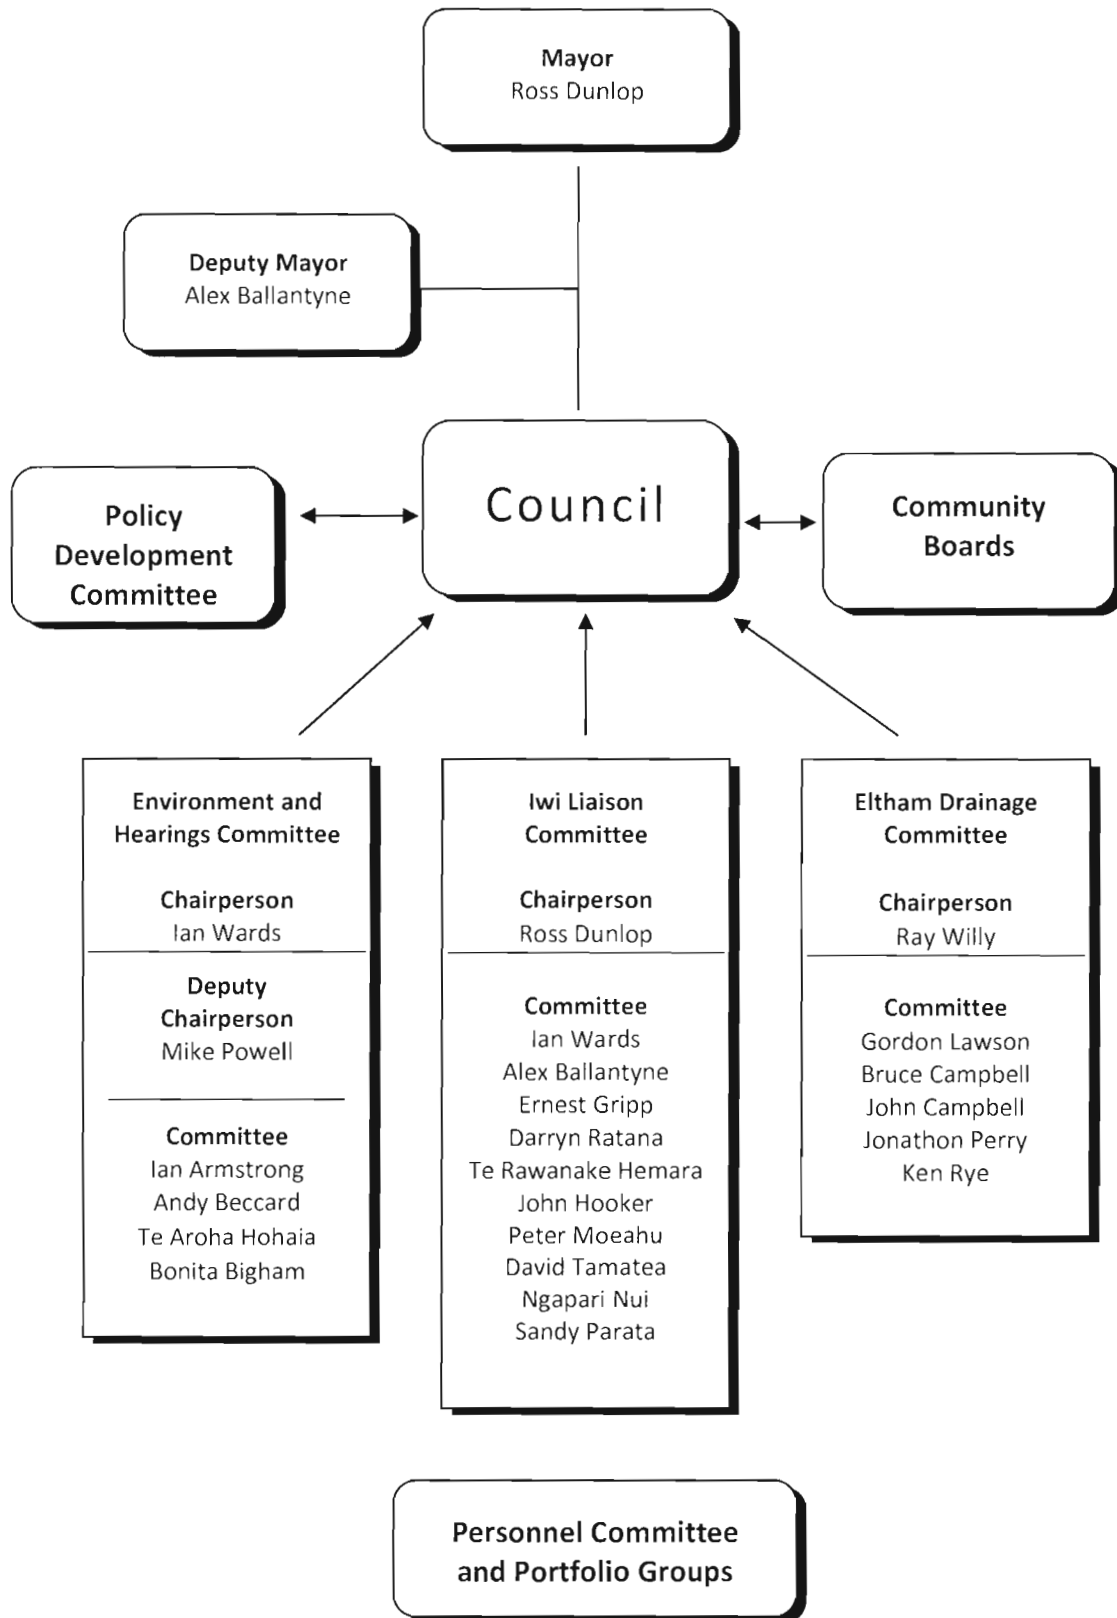 Mayor
Ross Dunlop
Deputy Mayor
Alex Ballantyne
Policy
Development
Committee
Council
Community
Boards
Environment and
Hearings Committee
Chairperson
Ian Wards
Deputy
Chairperson
Mike Powell
Committee
Ian Armstrong
Andy Beccard
Te Aroha Hohaia
Bonita Bigham
Iwi Liaison
Committee
Chairperson
Ross Dunlop
Committee
Ian Wards
Alex Ballantyne
Ernest Gripp
Darryn Ratana
Te Rawanake Hemara
John Hooker
Peter Moeahu
David Tamatea
Ngapari Nui
Sandy Parata
Eltham Drainage
Committee
Chairperson
Ray Willy
Committee
Gordon Lawson
Bruce Campbell
John Campbell
Jonathon Perry
Ken Rye
Personnel Committee
and Portfolio Groups